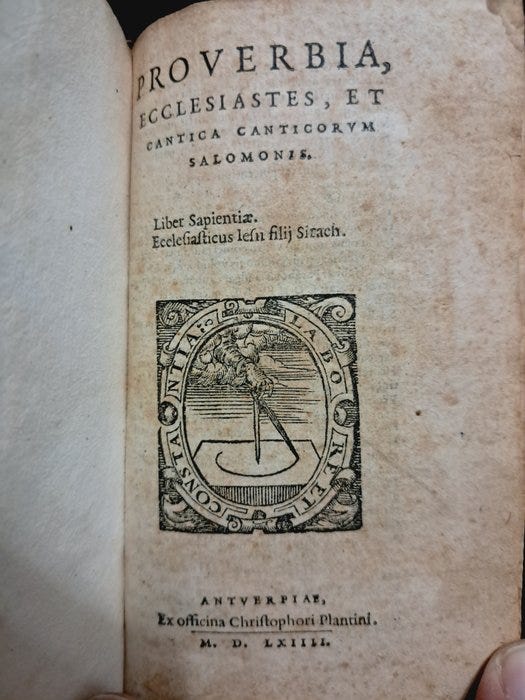 PROVERBIA,
ECCLESIASTES, ET
CANTICA CANTICORVM
SALOMONIS.
Liber Sapientiæ.
Eccleſiaſticus Ieſu filij Sirach.
LABORE ET CONSTANTIA:
ANTVERPIAE,
Ex officina Chriſtophori Plantini.
M. D. LXIIII.